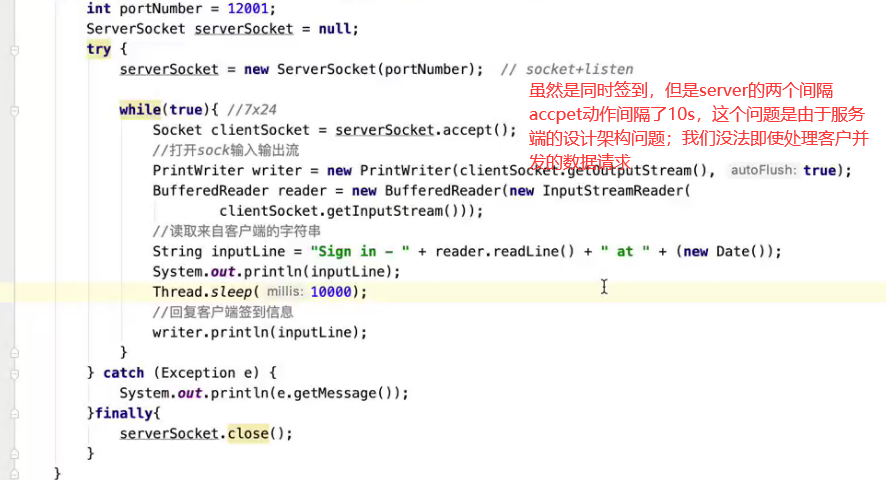 int portNumber = 12001;
ServerSocket serverSocket = null;
try {
serverSocket = new ServerSocket(portNumber);  // socket+listen
虽然是同时签到，但是server的两个间隔
accpet动作间隔了10s，这个问题是由于服务
端的设计架构问题；我们没法即使处理客户并
发的数据请求
while(true){ //7x24
Socket clientSocket = serverSocket.accept();
//打开sock输入输出流
PrintWriter writer = new PrintWriter(clientSocket.getOutputStream(), autoFlush: true);
BufferedReader reader = new BufferedReader(new InputStreamReader(
clientSocket.getInputStream()));
//读取来自客户端的字符串
String inputLine = "Sign in - " + reader.readLine() + " at " + (new Date());
System.out.println(inputLine);
Thread.sleep( millis: 10000);
//回复客户端签到信息
writer.println(inputLine);
}
} catch (Exception e) {
System.out.println(e.getMessage());
}finally{
serverSocket.close();
}
}